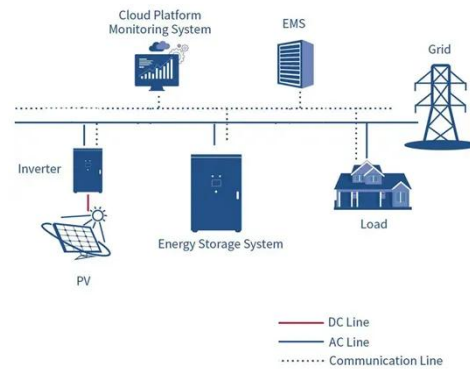 Cloud Platform
Monitoring System
EMS
Grid
Inverter
Energy Storage System
Load
PV
DC Line
AC Line
Communication Line